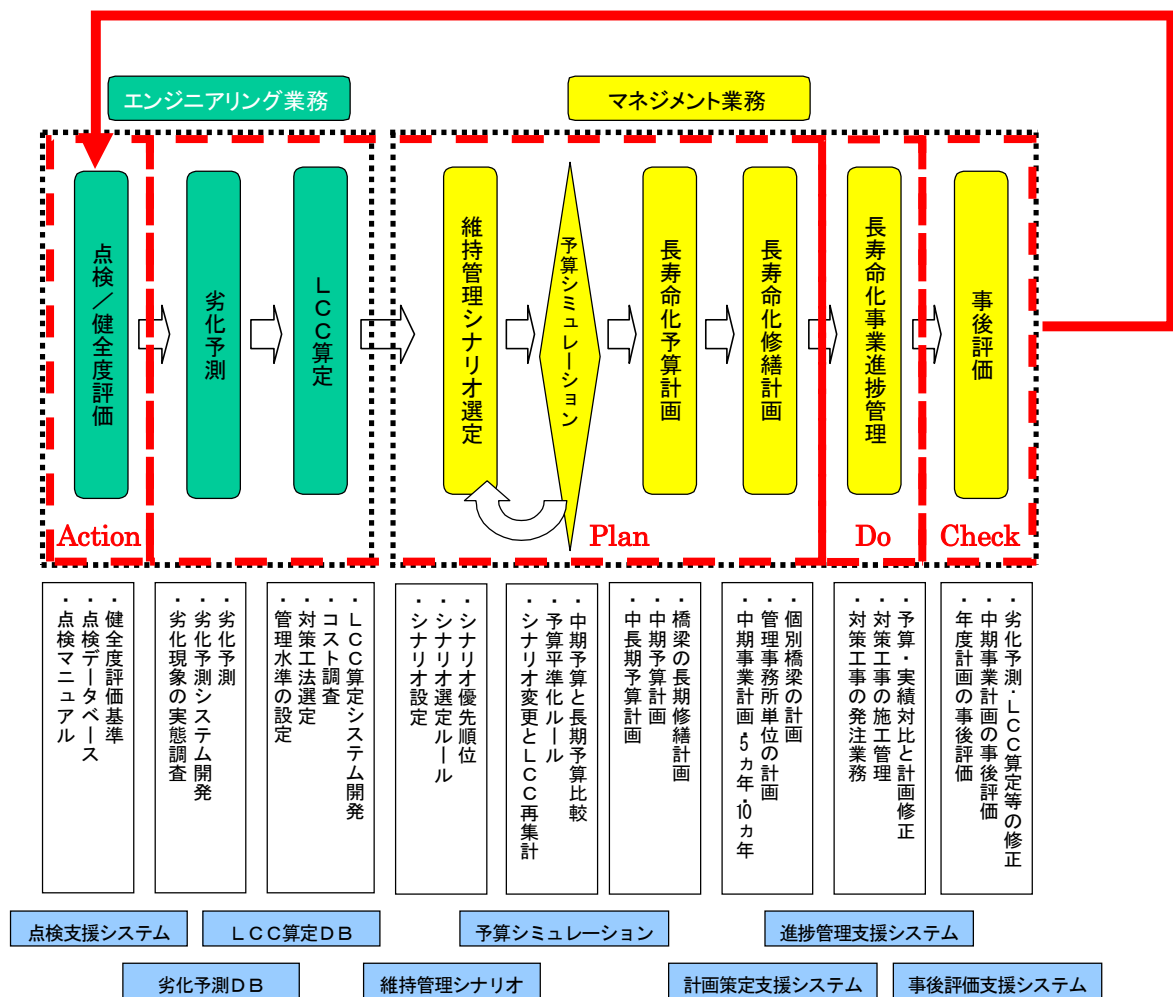 エンジニアリング業務
マネジメント業務
点検／健全度評価
劣化予測
ＬＣＣ算定
維持管理シナリオ選定
予算シミュレーション
長寿命化予算計画
長寿命化修繕計画
長寿命化事業進捗管理
事後評価
Action
Plan
Do
Check
・健全度評価基準
・点検データベース
・点検マニュアル
・劣化予測
・劣化予測システム開発
・劣化現象の実態調査
・ＬＣＣ算定システム開発
・コスト調査
・対策工法選定
・管理水準の設定
・シナリオ優先順位
・シナリオ選定ルール
・シナリオ設定
・中期予算と長期予算比較
・予算平準化ルール
・シナリオ変更とＬＣＣ再集計
・橋梁の長期修繕計画
・中期予算計画
・中長期予算計画
・個別橋梁の計画
・管理事務所単位の計画
・中期事業計画・5ヵ年・10ヵ年
・予算・実績対比と計画修正
・対策工事の施工管理
・対策工事の発注業務
・劣化予測・ＬＣＣ算定等の修正
・中期事業計画の事後評価
・年度計画の事後評価
点検支援システム
ＬＣＣ算定ＤＢ
予算シミュレーション
進捗管理支援システム
劣化予測ＤＢ
維持管理シナリオ
計画策定支援システム
事後評価支援システム